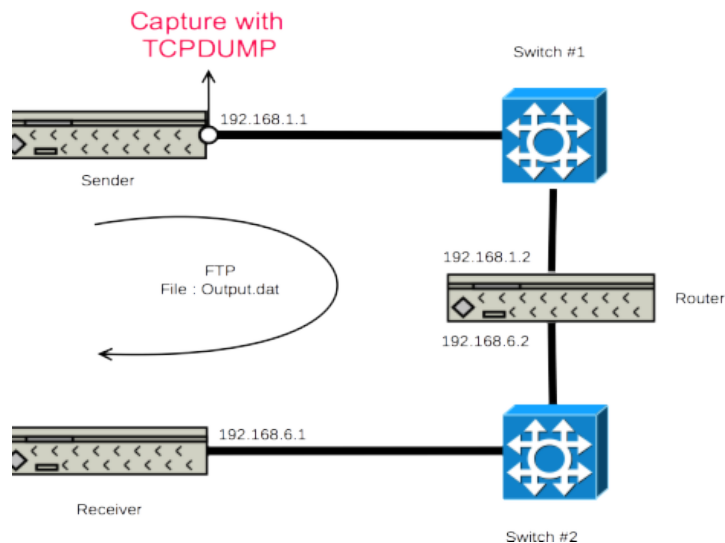 Capture with
TCPDUMP
Switch #1
192.168.1.1
Sender
192.168.1.2
FTP
File : Output.dat
Router
192.168.6.2
192.168.6.1
Receiver
Switch #2